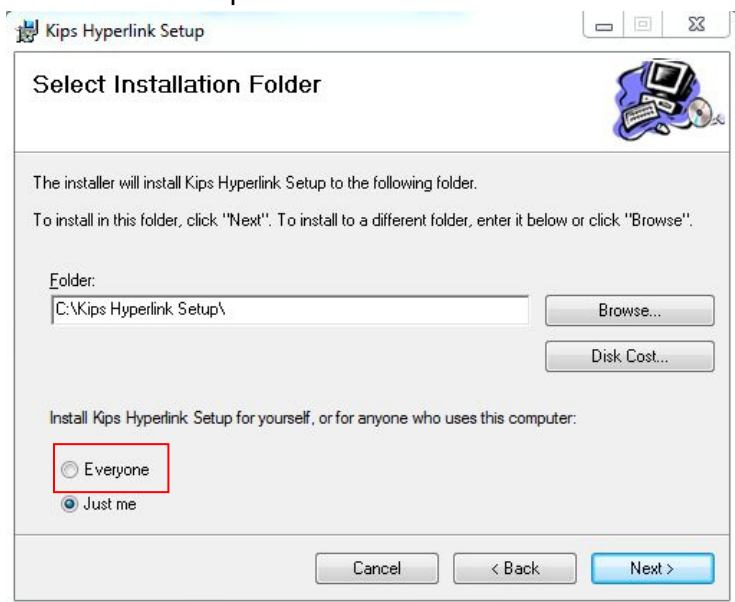 Kips Hyperlink Setup
Select Installation Folder
The installer will install Kips Hyperlink Setup to the following folder.
To install in this folder, click "Next". To install to a different folder, enter it below or click "Browse".
Folder:
C:\Kips Hyperlink Setup\
Browse...
Disk Cost...
Install Kips Hyperlink Setup for yourself, or for anyone who uses this computer:
Everyone
Just me
Cancel
< Back
Next >